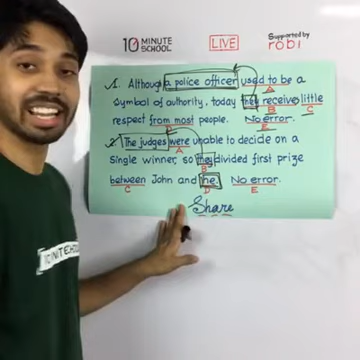 10 MINUTE SCHOOL
LIVE
Supported by
robi
1. Although a police officer used to be a
A
symbol of authority, today they receives little
B C
respect from most people. No error.
D E
2. The judges were unable to decide on a
A
single winner, so they divided first prize
B
between John and he. No error.
C D E
Share